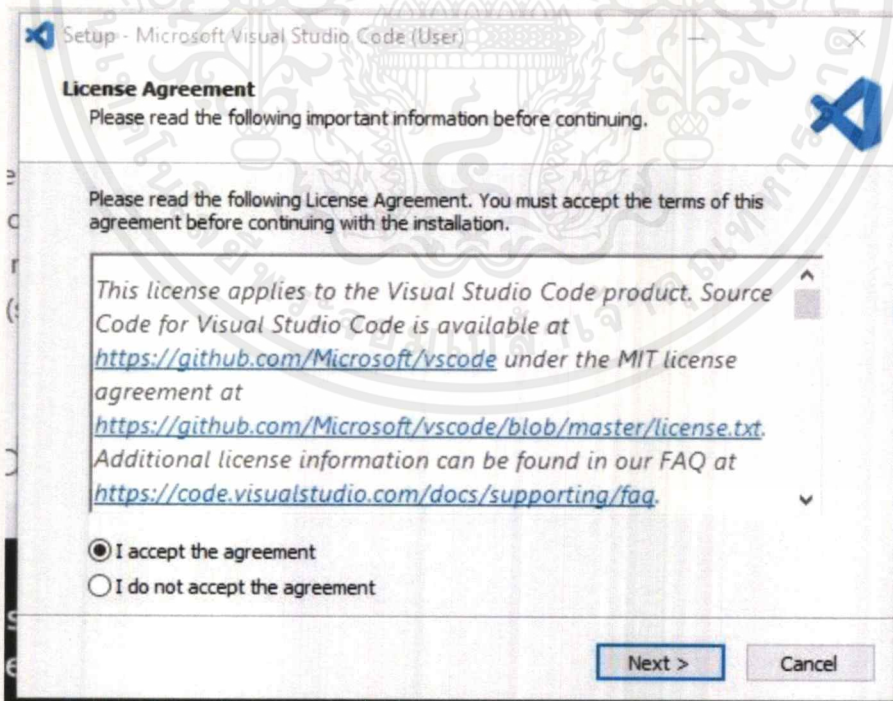 Setup - Microsoft Visual Studio Code (User)
License Agreement
Please read the following important information before continuing.
Please read the following License Agreement. You must accept the terms of this
agreement before continuing with the installation.
This license applies to the Visual Studio Code product. Source
Code for Visual Studio Code is available at
https://github.com/Microsoft/vscode under the MIT license
agreement at
https://github.com/Microsoft/vscode/blob/master/license.txt.
Additional license information can be found in our FAQ at
https://code.visualstudio.com/docs/supporting/faq.
I accept the agreement
I do not accept the agreement
Next >
Cancel